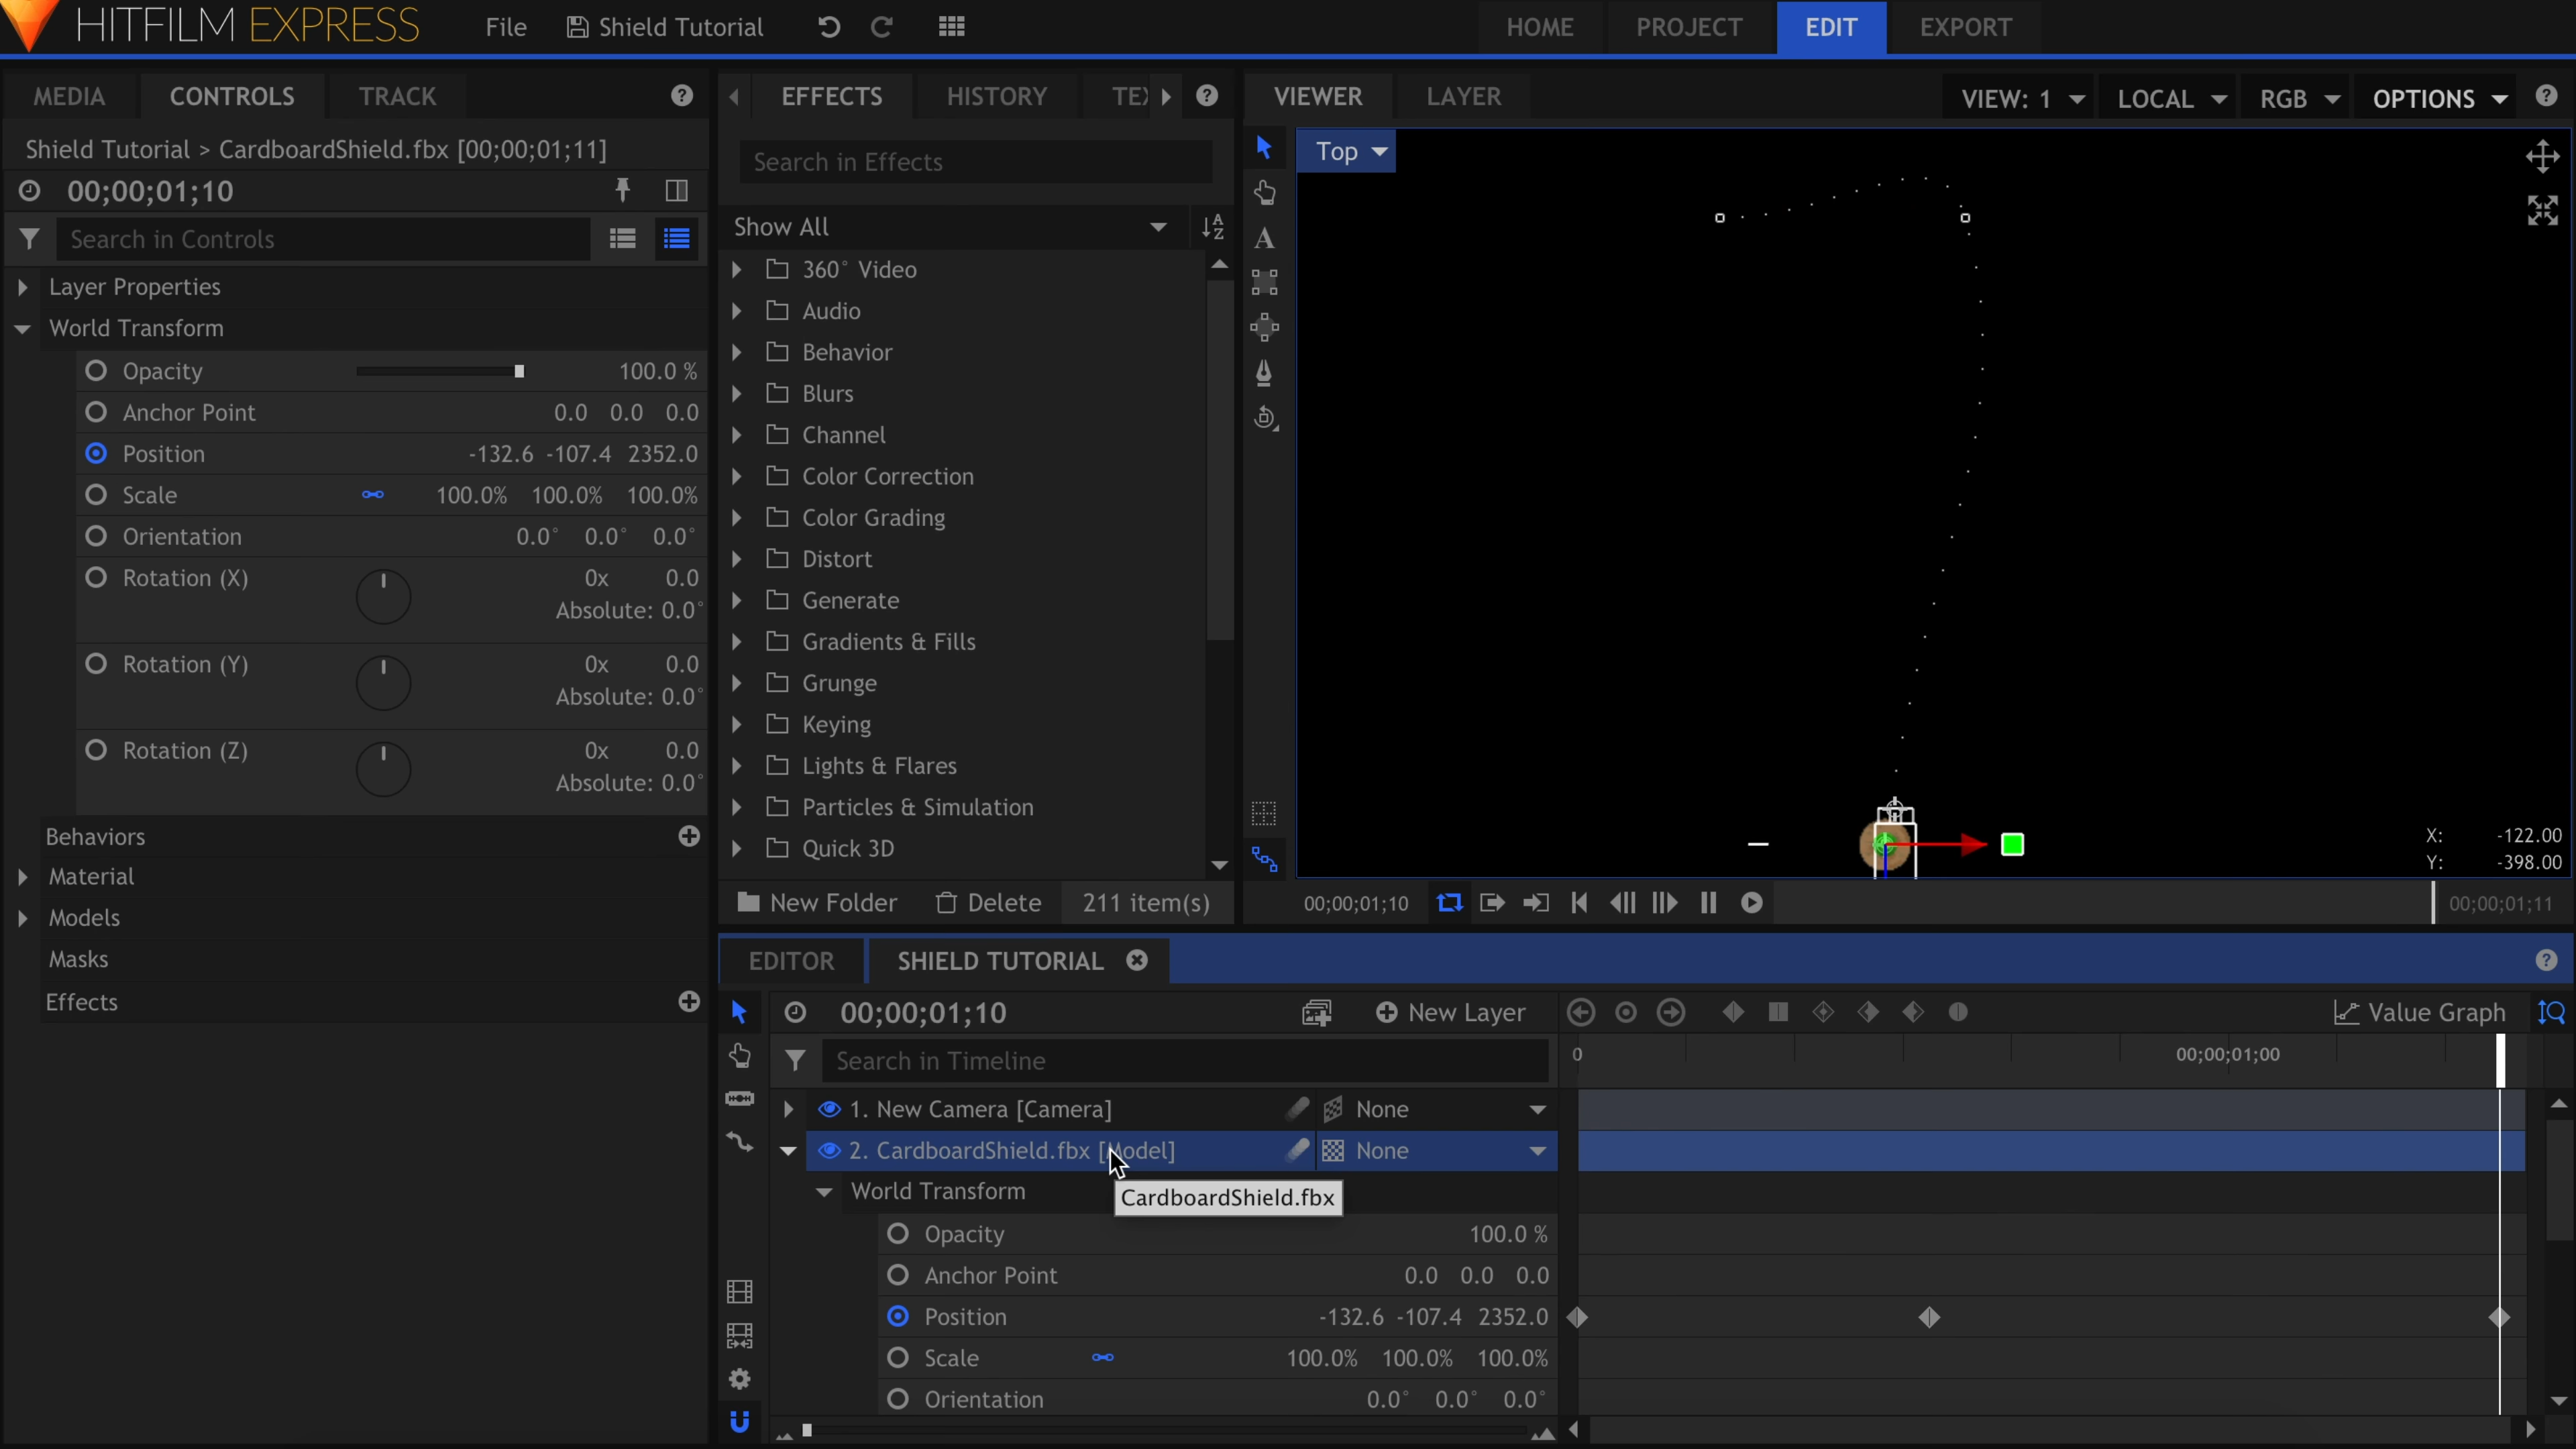 HITFILM EXPRESS
File
Shield Tutorial
HOME
PROJECT
EDIT
EXPORT
MEDIA
CONTROLS
TRACK
Shield Tutorial > CardboardShield.fbx [00;00;01;11]
00;00;01;10
Search in Controls
Layer Properties
World Transform
Opacity 100.0 %
Anchor Point 0.0 0.0 0.0
Position -132.6 -107.4 2352.0
Scale 100.0% 100.0% 100.0%
Orientation 0.0° 0.0° 0.0°
Rotation (X) 0x 0.0
Absolute: 0.0°
Rotation (Y) 0x 0.0
Absolute: 0.0°
Rotation (Z) 0x 0.0
Absolute: 0.0°
Behaviors
Material
Models
Masks
Effects
EFFECTS
HISTORY
Search in Effects
Show All
360° Video
Audio
Behavior
Blurs
Channel
Color Correction
Color Grading
Distort
Generate
Gradients & Fills
Grunge
Keying
Lights & Flares
Particles & Simulation
Quick 3D
New Folder
Delete
211 item(s)
VIEWER
LAYER
VIEW: 1
LOCAL
RGB
OPTIONS
Top
X: -122.00
Y: -398.00
00;00;01;10
00;00;01;11
EDITOR
SHIELD TUTORIAL
00;00;01;10
New Layer
Value Graph
Search in Timeline
0
00;00;01;00
1. New Camera [Camera] None
2. CardboardShield.fbx [Model] None
World Transform
CardboardShield.fbx
Opacity 100.0 %
Anchor Point 0.0 0.0 0.0
Position -132.6 -107.4 2352.0
Scale 100.0% 100.0% 100.0%
Orientation 0.0° 0.0° 0.0°